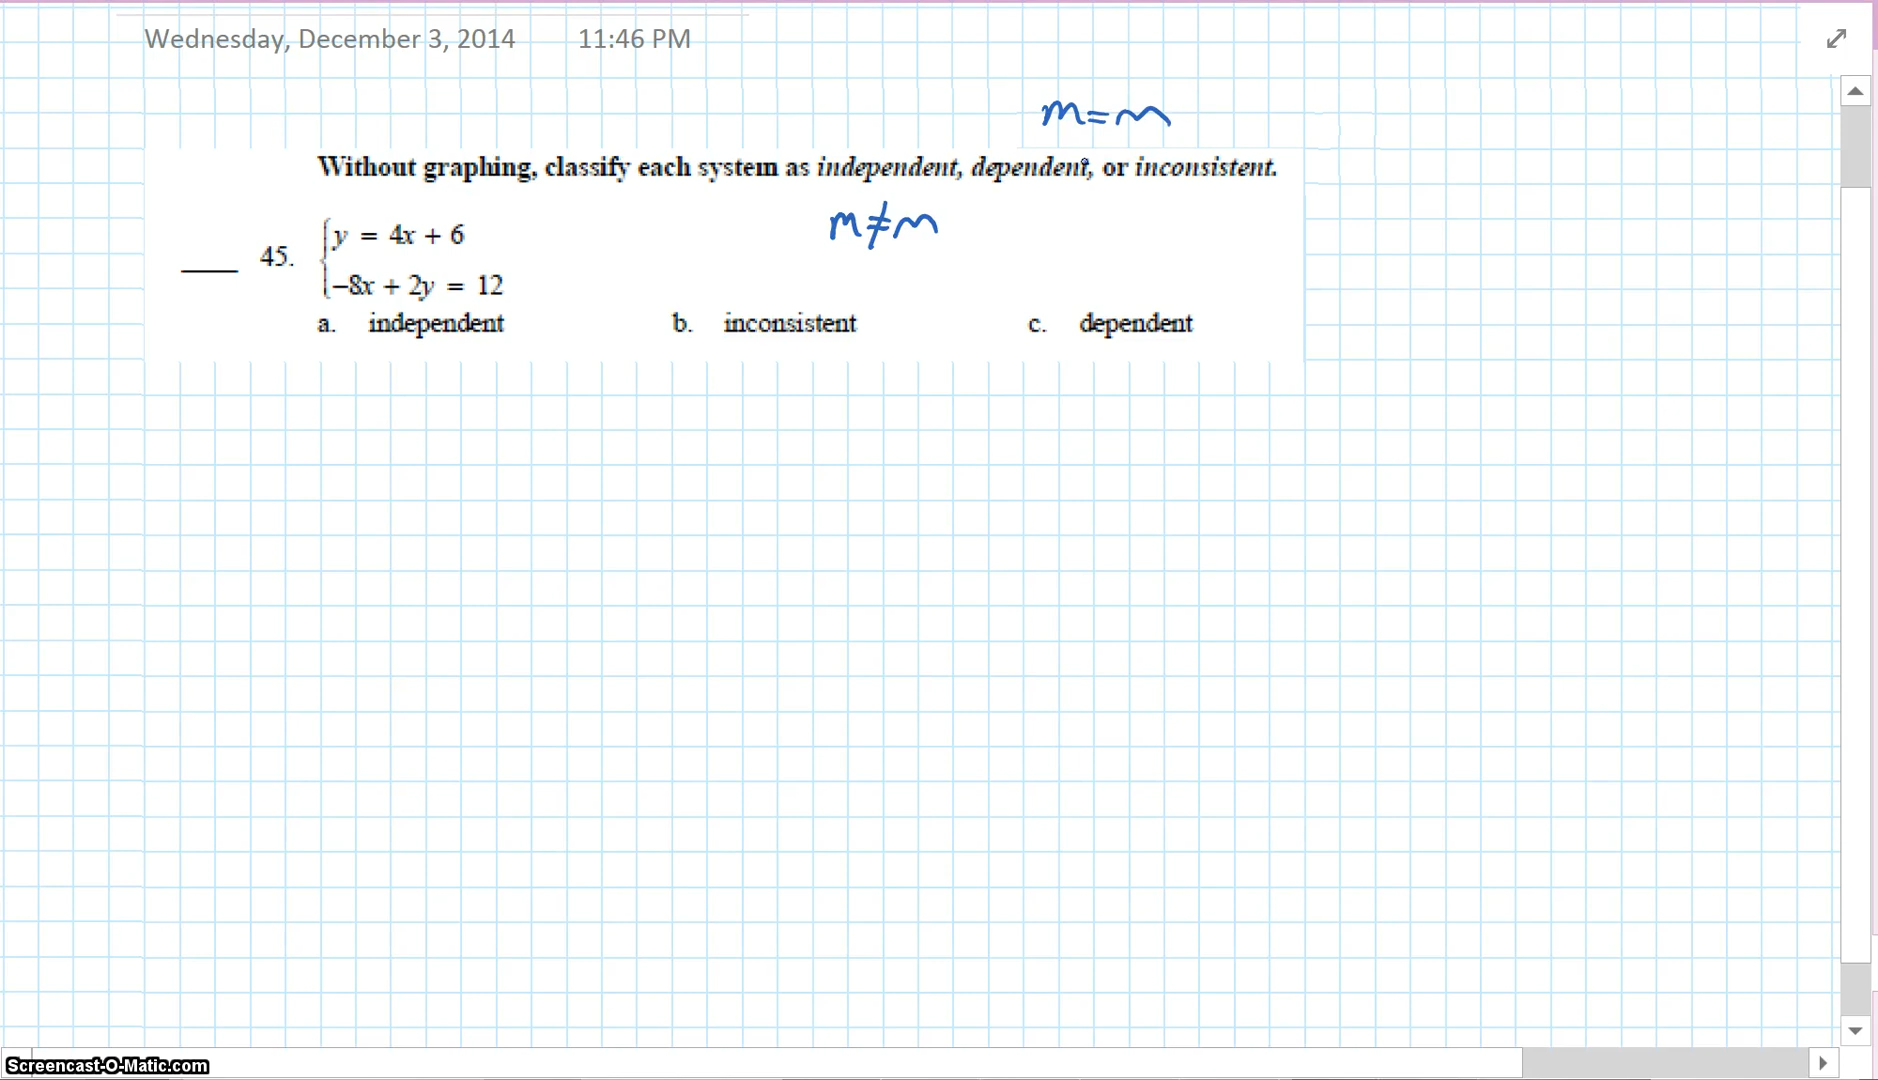 Wednesday, December 3, 2014 11:46 PM
m = m
Without graphing, classify each system as independent, dependent, or inconsistent.
m ≠ m
45. y = 4x + 6
-8x + 2y = 12
a. independent b. inconsistent c. dependent
Screencast-O-Matic.com